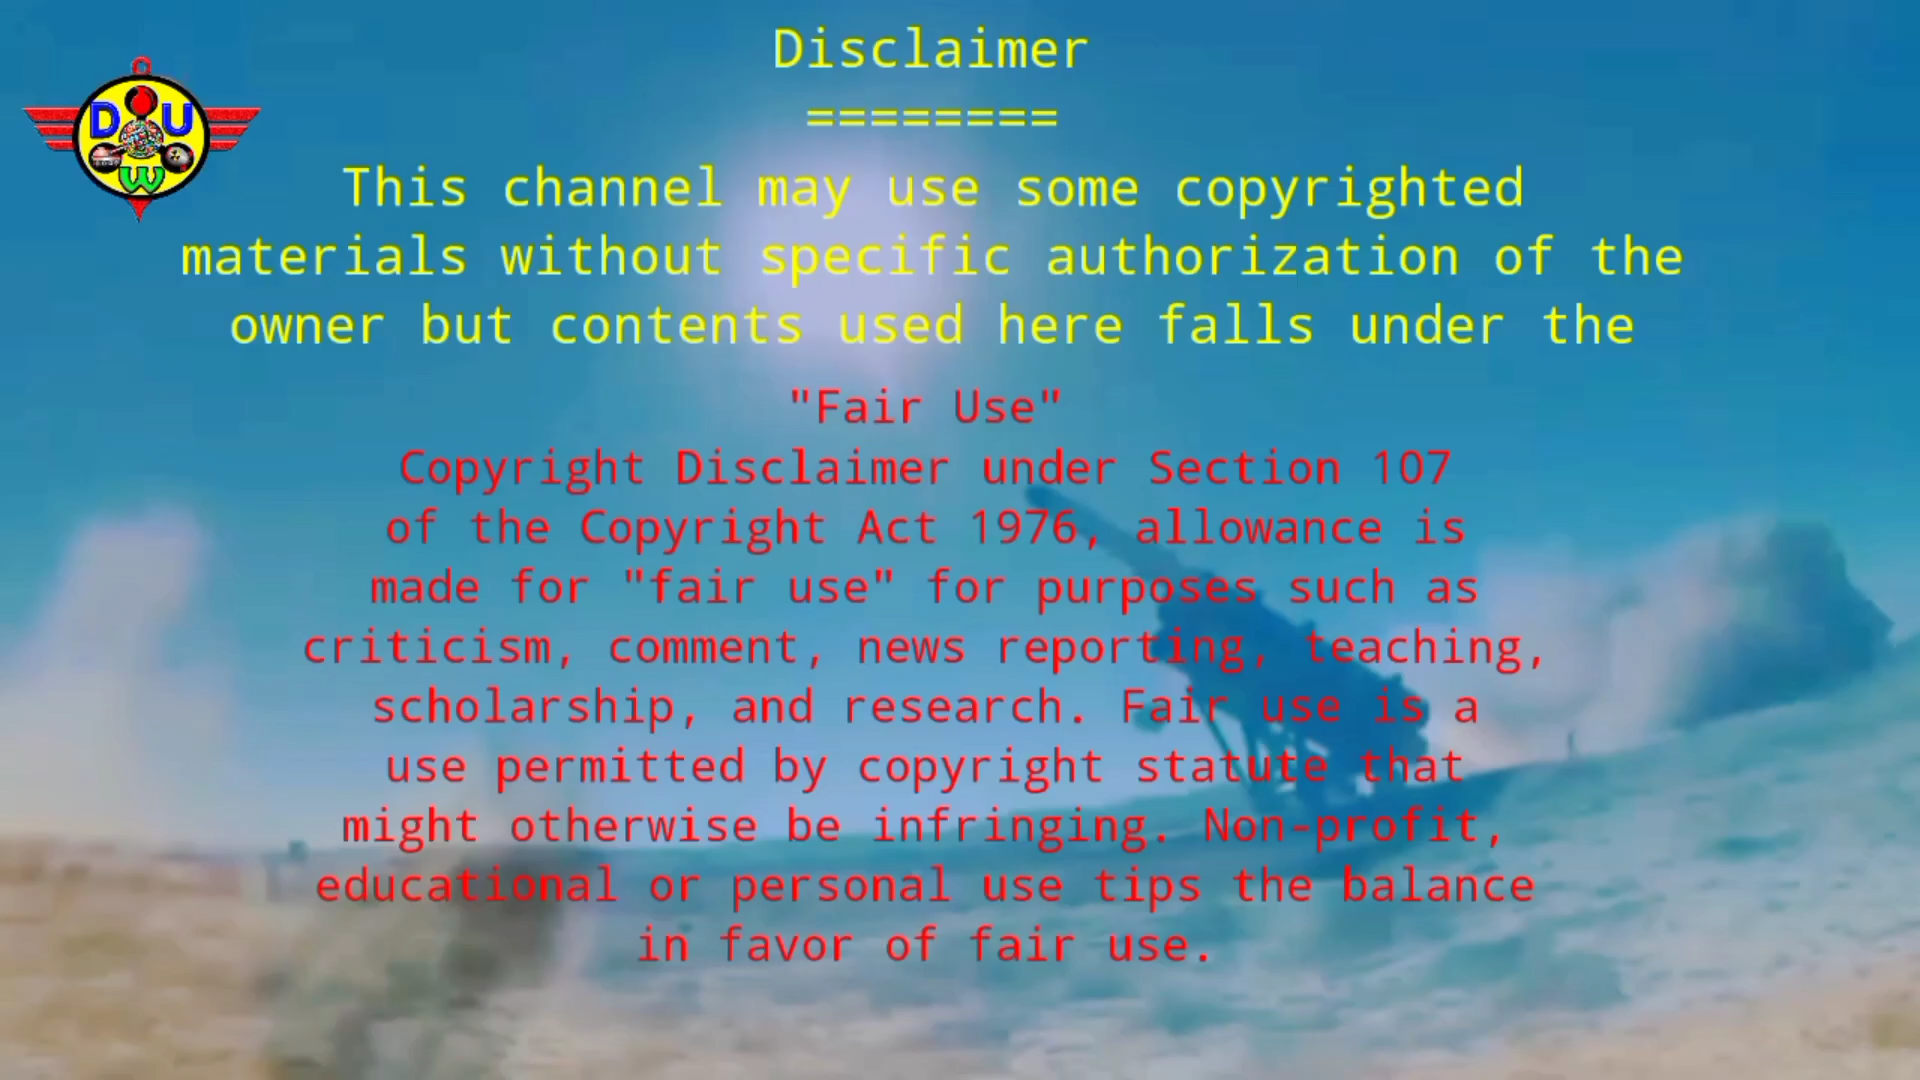 Disclaimer
========
This channel may use some copyrighted
materials without specific authorization of the
owner but contents used here falls under the
"Fair Use"
Copyright Disclaimer under Section 107
of the Copyright Act 1976, allowance is
made for "fair use" for purposes such as
criticism, comment, news reporting, teaching,
scholarship, and research. Fair use is a
use permitted by copyright statute that
might otherwise be infringing. Non-profit,
educational or personal use tips the balance
in favor of fair use.
D U
W